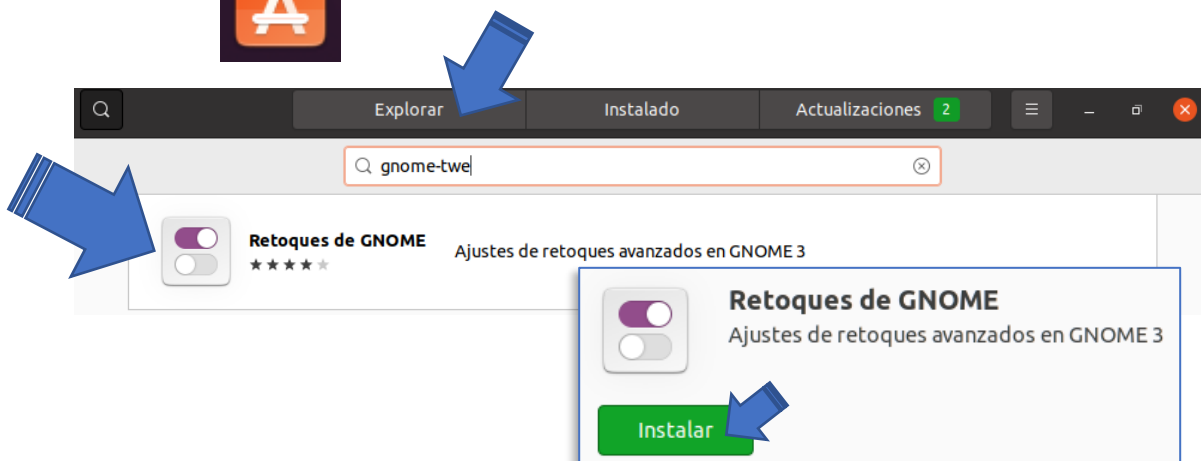 Explorar
Instalado
Actualizaciones 2
gnome-twe
Retoques de GNOME
Ajustes de retoques avanzados en GNOME 3
Retoques de GNOME
Ajustes de retoques avanzados en GNOME 3
Instalar